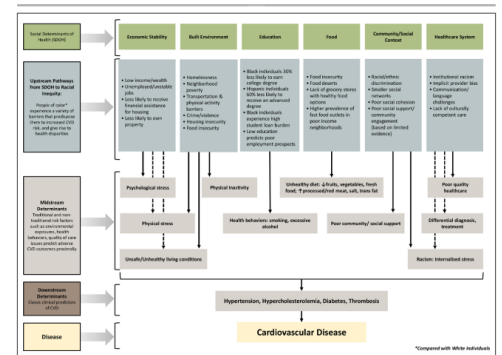 Social Determinants
of Health (SDOH)
Economic Stability
Built Environment
Education
Food
Community/Social
Context
Healthcare System
Upstream Pathways
from SDOH to Racial
Inequity:
People of color*
experience a variety of
barriers that predispose
them to increased CVD
risk, and give rise to
health disparities
• Low income/wealth
• Unemployed/unstable
jobs
• Less likely to receive
financial assistance
for housing
• Less likely to own
property
• Homelessness
• Neighborhood
poverty
• Transportation &
physical activity
barriers
• Crime/violence
• Housing insecurity
• Food insecurity
• Black individuals 30%
less likely to earn
college degree
• Hispanic individuals
50% less likely to
receive an advanced
degree
• Black individuals
experience high
student loan burden
• Low education
predicts poor
employment prospects
• Food insecurity
• Food deserts
• Lack of grocery stores
with healthy
options
• Higher prevalence of
fast food outlets in
poor income
neighborhoods
• Racial/ethnic
discrimination
• Smaller social
networks
• Poor social cohesion
• Poor social support/
community
engagement
(based on limited
evidence)
• Institutional racism
• Implicit provider bias
• Communication/
language
challenges
• Lack of culturally
competent care
Midstream
Determinants
Traditional and non-
traditional risk factors
such as environmental
exposures, health
behaviors, quality of care
issues predict adverse
CVD outcomes proximally
Psychological stress
Physical Inactivity
Unhealthy diet: ↓fruits, vegetables, fresh
food; ↑processed/red meat, salt, trans fat
Poor quality
healthcare
Physical stress
Health behaviors: smoking, excessive
alcohol
Poor community/ social support
Differential diagnosis,
treatment
Unsafe/Unhealthy living conditions
Racism: Internalised stress
Downstream
Determinants
Classic clinical predictors
of CVD
Hypertension, Hypercholesterolemia, Diabetes, Thrombosis
Disease
Cardiovascular Disease
*Compared with White Individuals